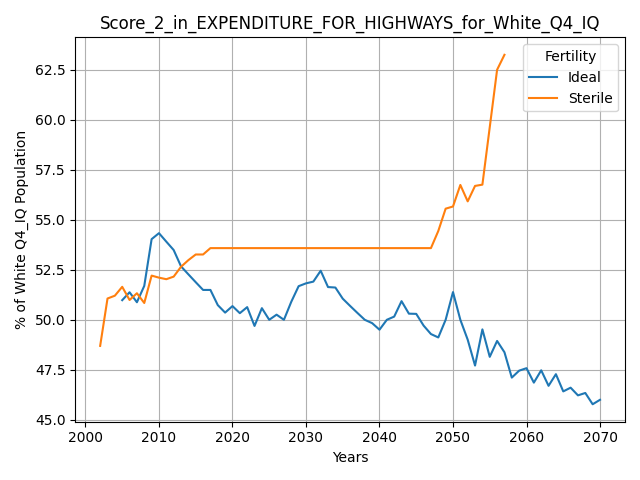 Score_2_in_EXPENDITURE_FOR_HIGHWAYS_for_White_Q4_IQ
Fertility
Ideal
Sterile
% of White Q4_IQ Population
62.5
60.0
57.5
55.0
52.5
50.0
47.5
45.0
2000 2010 2020 2030 2040 2050 2060 2070
Years